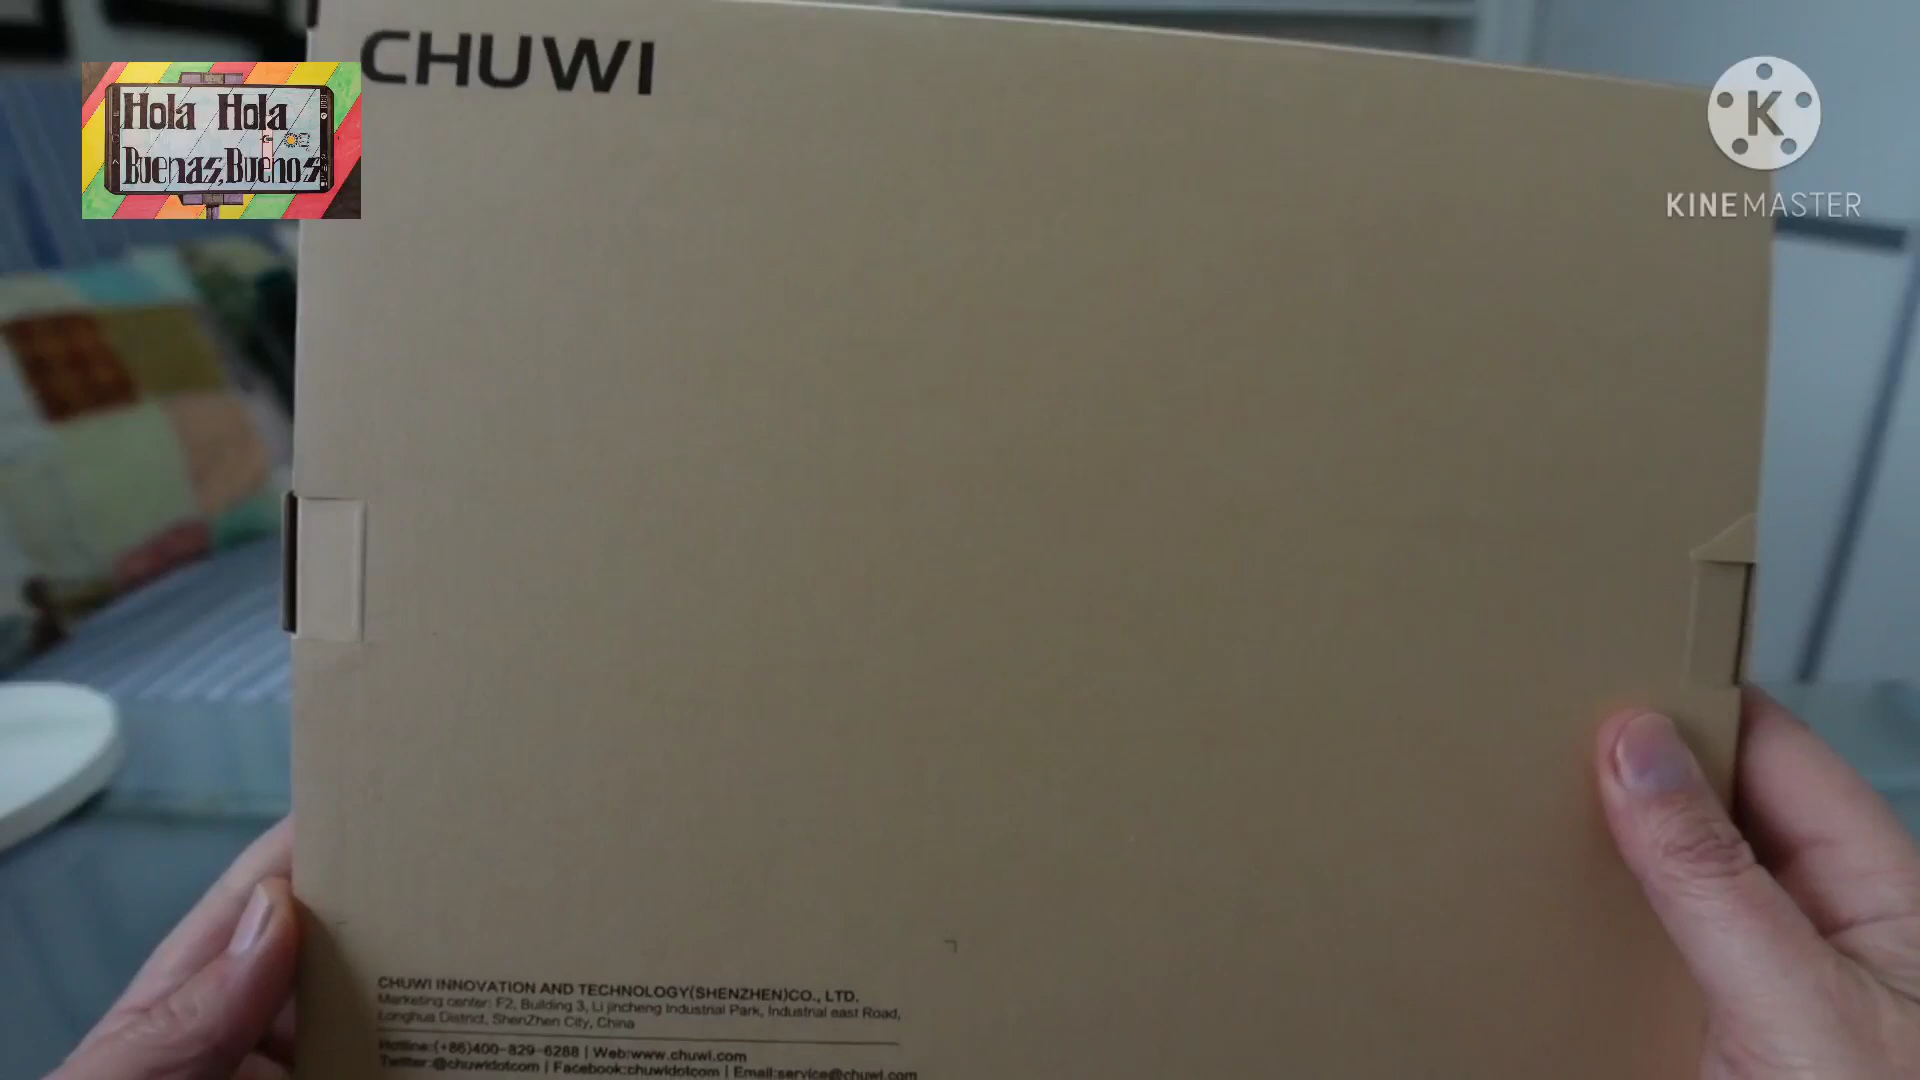 CHUWI
Hola Hola
Buenas, Buenos
K
KINEMASTER
CHUWI INNOVATION AND TECHNOLOGY(SHENZHEN)CO., LTD.
Marketing center: F2, Building 3, Li jincheng Industrial Park, Industrial east Road,
Longhua District, ShenZhen City, China
Hotline:(+86)400-829-6288 | Web:www.chuwi.com
Twitter:@chuwidotcom | Facebook:chuwidotcom | Email:service@chuwi.com